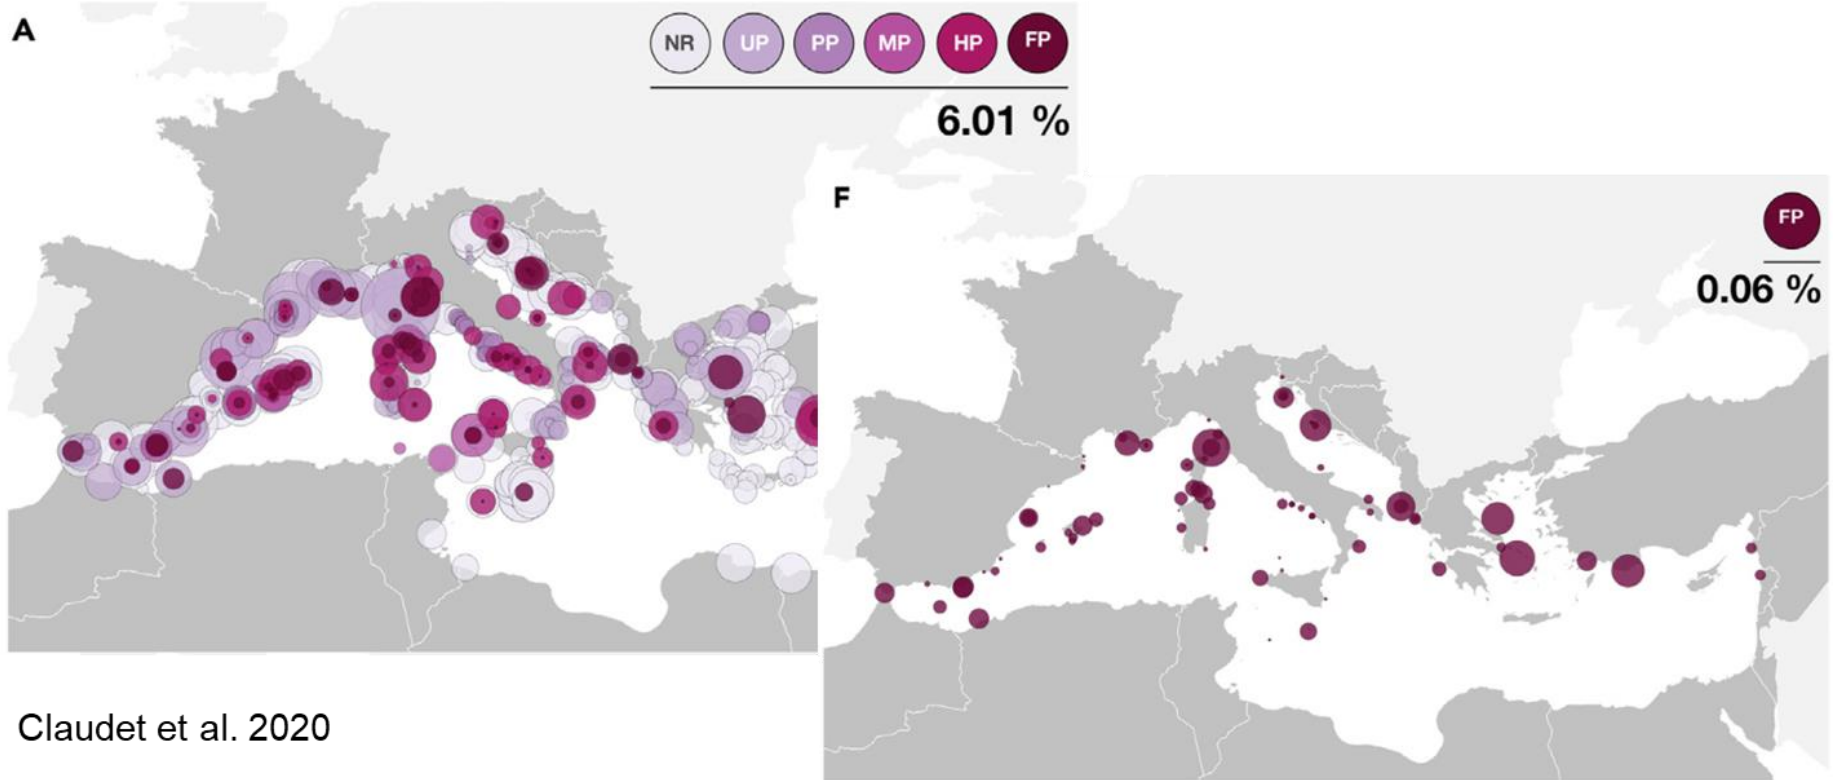 A
NR UP PP MP HP FP
6.01 %
F
FP
0.06 %
Claudet et al. 2020